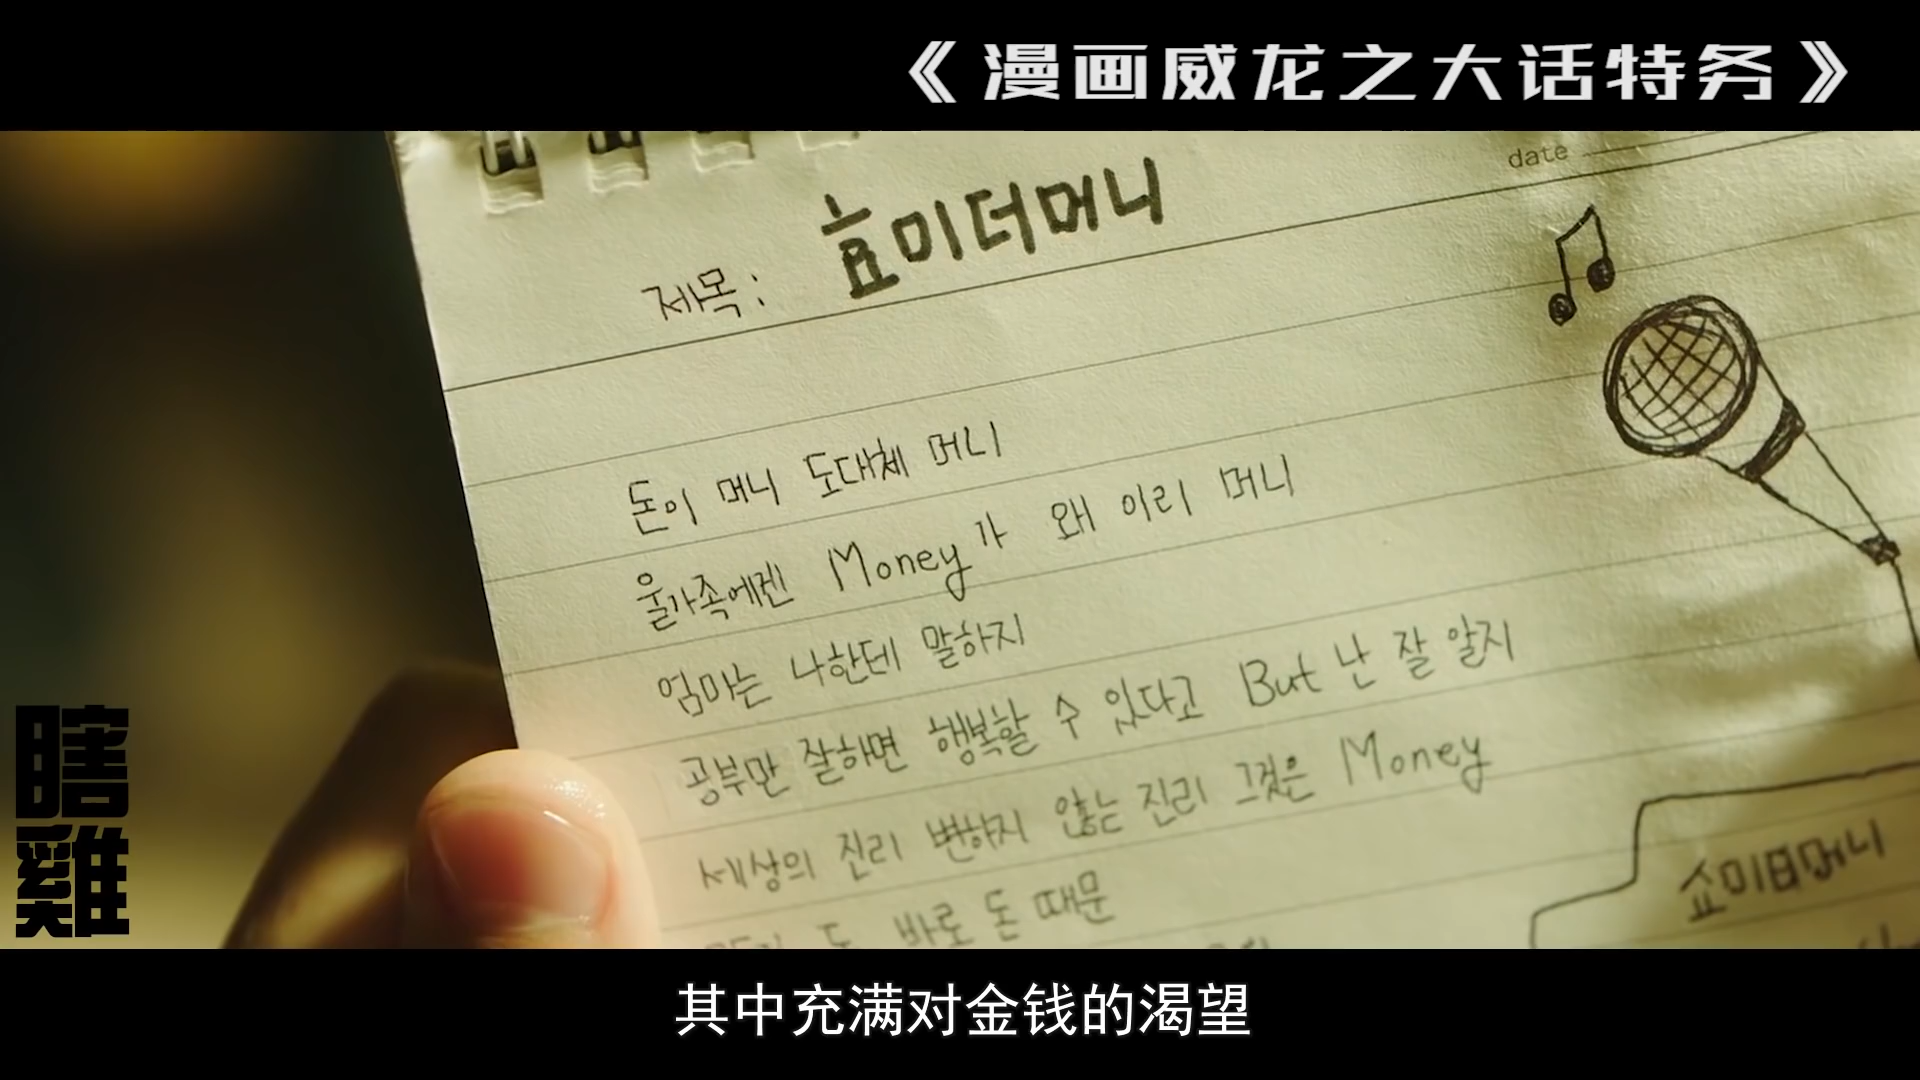 《漫画威龙之大话特务》
date
제목: 쇼미더머니
돈이 머니 도대체 머니
울가족에겐 Money가 왜 이리 머니
엄마는 나한테 말하지
공부만 잘하면 행복할 수 있다고 But 난 잘 알지
세상의 진리 변하지 않는 진리 그것은 Money
바로 돈 때문
쇼미더머니
瞎雞
其中充满对金钱的渴望